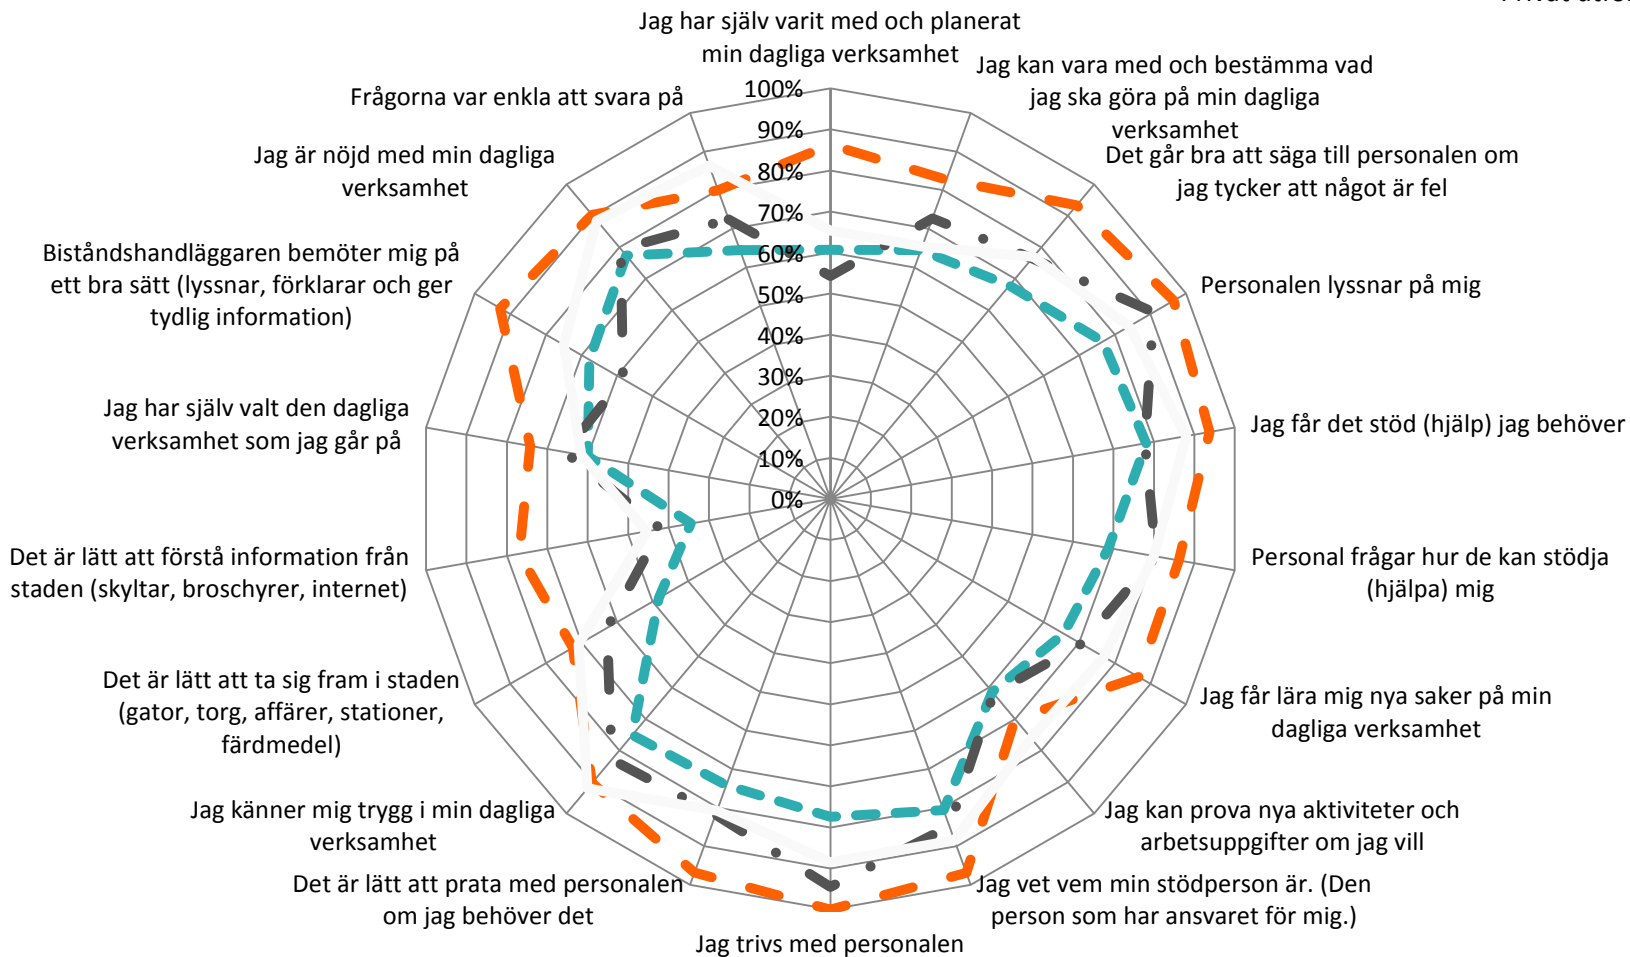 Jag har själv varit med och planerat
min dagliga verksamhet
Jag kan vara med och bestämma vad
jag ska göra på min dagliga
verksamhet
Det går bra att säga till personalen om
jag tycker att något är fel
Personalen lyssnar på mig
Jag får det stöd (hjälp) jag behöver
Personal frågar hur de kan stödja
(hjälpa) mig
Jag får lära mig nya saker på min
dagliga verksamhet
Jag kan prova nya aktiviteter och
arbetsuppgifter om jag vill
Jag vet vem min stödperson är. (Den
person som har ansvaret för mig.)
Jag trivs med personalen
Det är lätt att prata med personalen
om jag behöver det
Jag känner mig trygg i min dagliga
verksamhet
Det är lätt att ta sig fram i staden
(gator, torg, affärer, stationer,
färdmedel)
Det är lätt att förstå information från
staden (skyltar, broschyrer, internet)
Jag har själv valt den dagliga
verksamhet som jag går på
Biståndshandläggaren bemöter mig på
ett bra sätt (lyssnar, förklarar och ger
tydlig information)
Jag är nöjd med min dagliga
verksamhet
Frågorna var enkla att svara på
100%
90%
80%
70%
60%
50%
40%
30%
20%
10%
0%